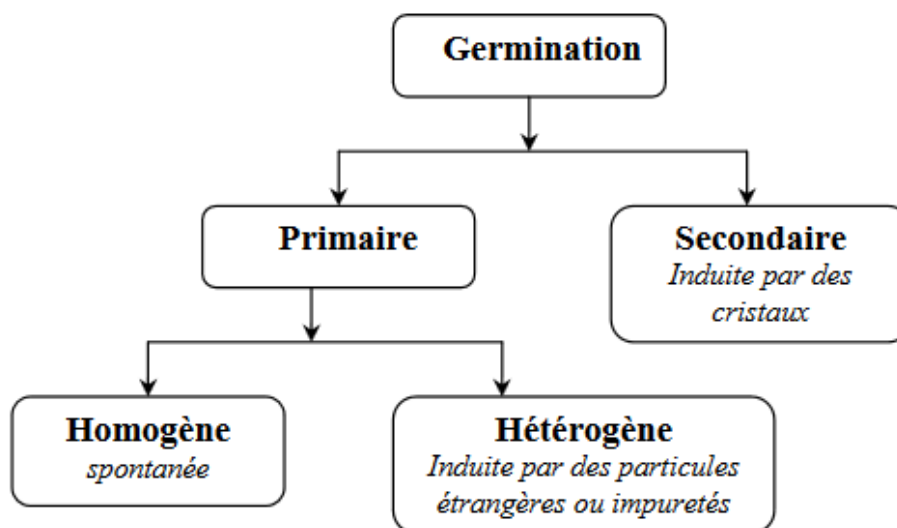 Germination
Primaire
Secondaire
Induite par des
cristaux
Homogène
spontanée
Hétérogène
Induite par des particules
étrangères ou impuretés